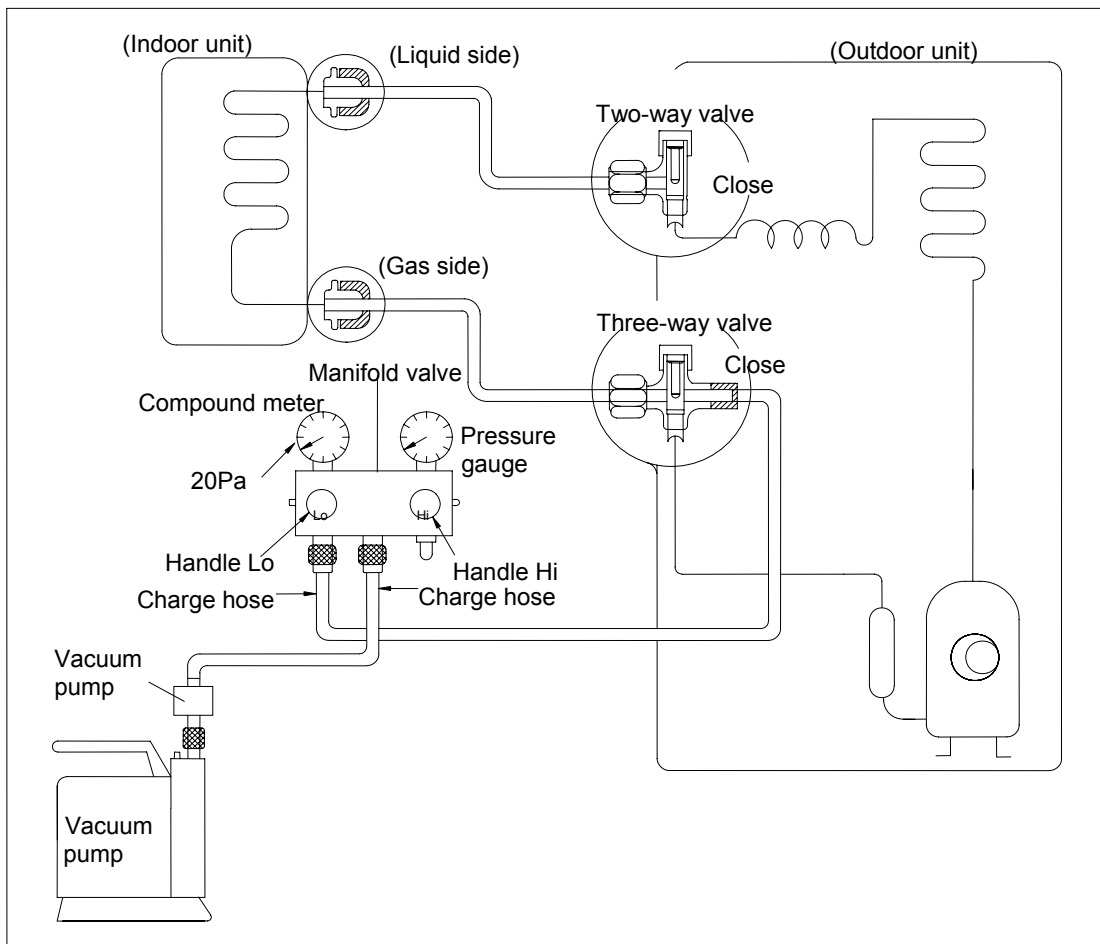 (Indoor unit)
(Liquid side)
(Outdoor unit)
Two-way valve
Close
(Gas side)
Three-way valve
Close
Manifold valve
Compound meter
Pressure
gauge
20Pa
Lo
Hi
Handle Lo
Handle Hi
Charge hose
Charge hose
Vacuum
pump
Vacuum
pump